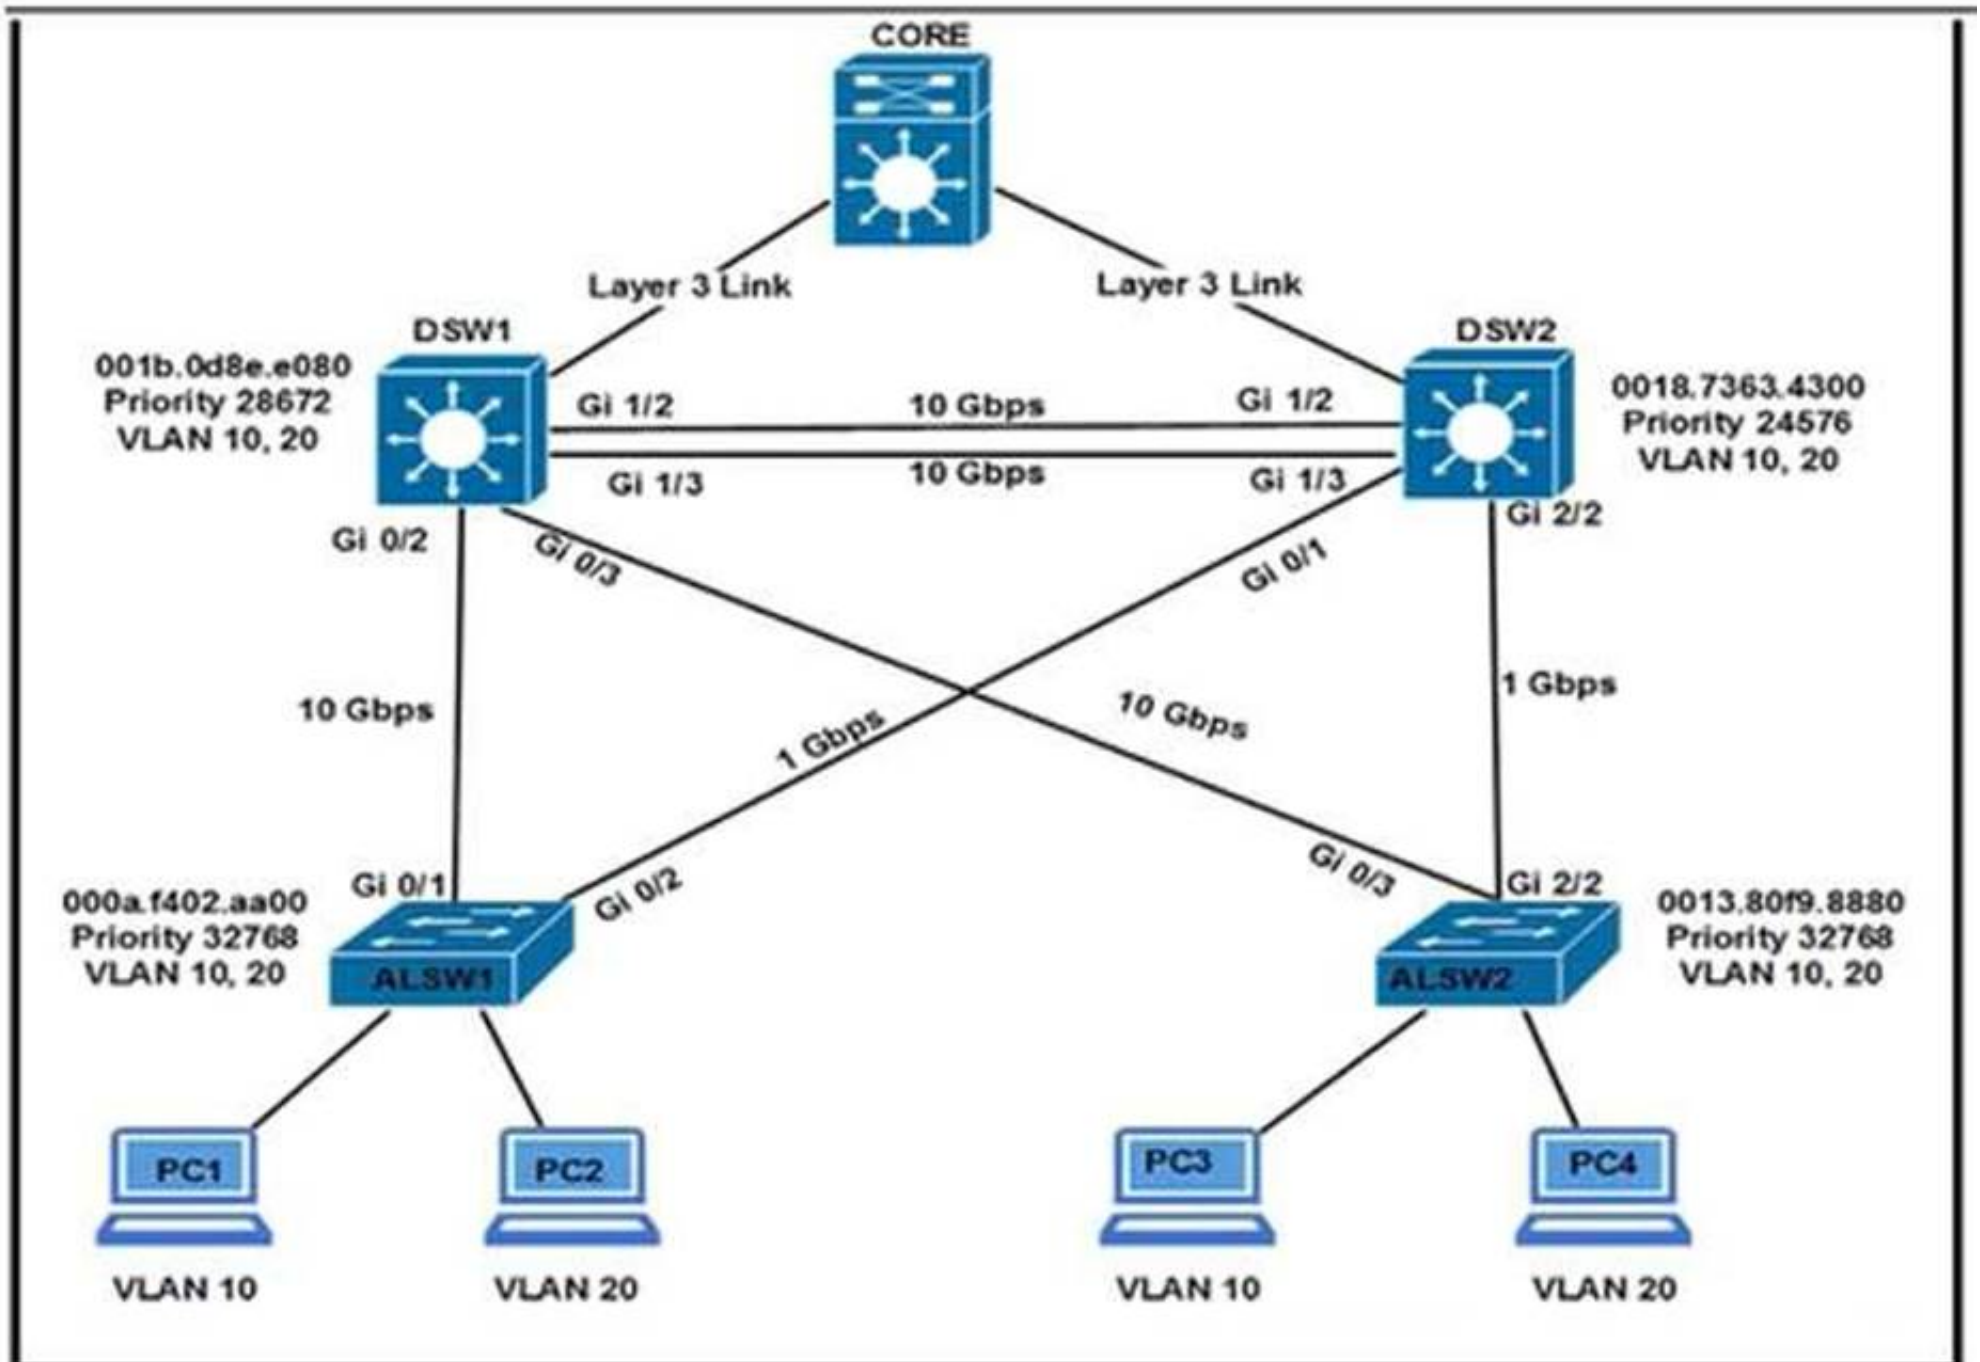 CORE
Layer 3 Link
Layer 3 Link
DSW1
DSW2
001b.0d8e.e080
Priority 28672
VLAN 10, 20
Gi 1/2
10 Gbps
Gi 1/2
0018.7363.4300
Priority 24576
VLAN 10, 20
Gi 1/3
10 Gbps
Gi 1/3
Gi 0/2
Gi 0/3
Gi 0/1
Gi 2/2
10 Gbps
1 Gbps
10 Gbps
1 Gbps
Gi 0/1
Gi 0/2
Gi 0/3
Gi 2/2
000a.f402.aa00
Priority 32768
VLAN 10, 20
ALSW1
ALSW2
0013.80f9.8880
Priority 32768
VLAN 10, 20
PC1
PC2
PC3
PC4
VLAN 10
VLAN 20
VLAN 10
VLAN 20